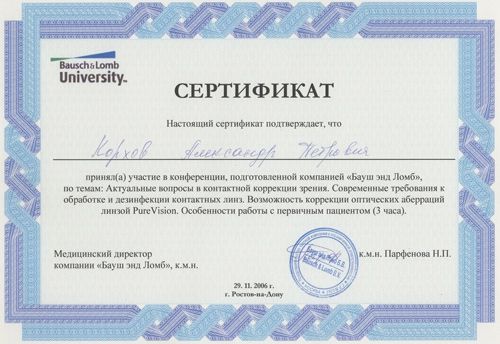 Bausch & Lomb
University™
СЕРТИФИКАТ
Настоящий сертификат подтверждает, что
Корхов Александр Петрович
принял(а) участие в конференции, подготовленной компанией «Бауш энд Ломб»,
по темам: Актуальные вопросы в контактной коррекции зрения. Современные требования к
обработке и дезинфекции контактных линз. Возможности коррекции оптических аберраций
линзой PureVision. Особенности работы с первичным пациентом (3 часа).
Медицинский директор
компании «Бауш энд Ломб», к.м.н.
к.м.н. Парфенова Н.П.
Bausch & Lomb B.V.
29. 11. 2006 г.
г. Ростов-на-Дону